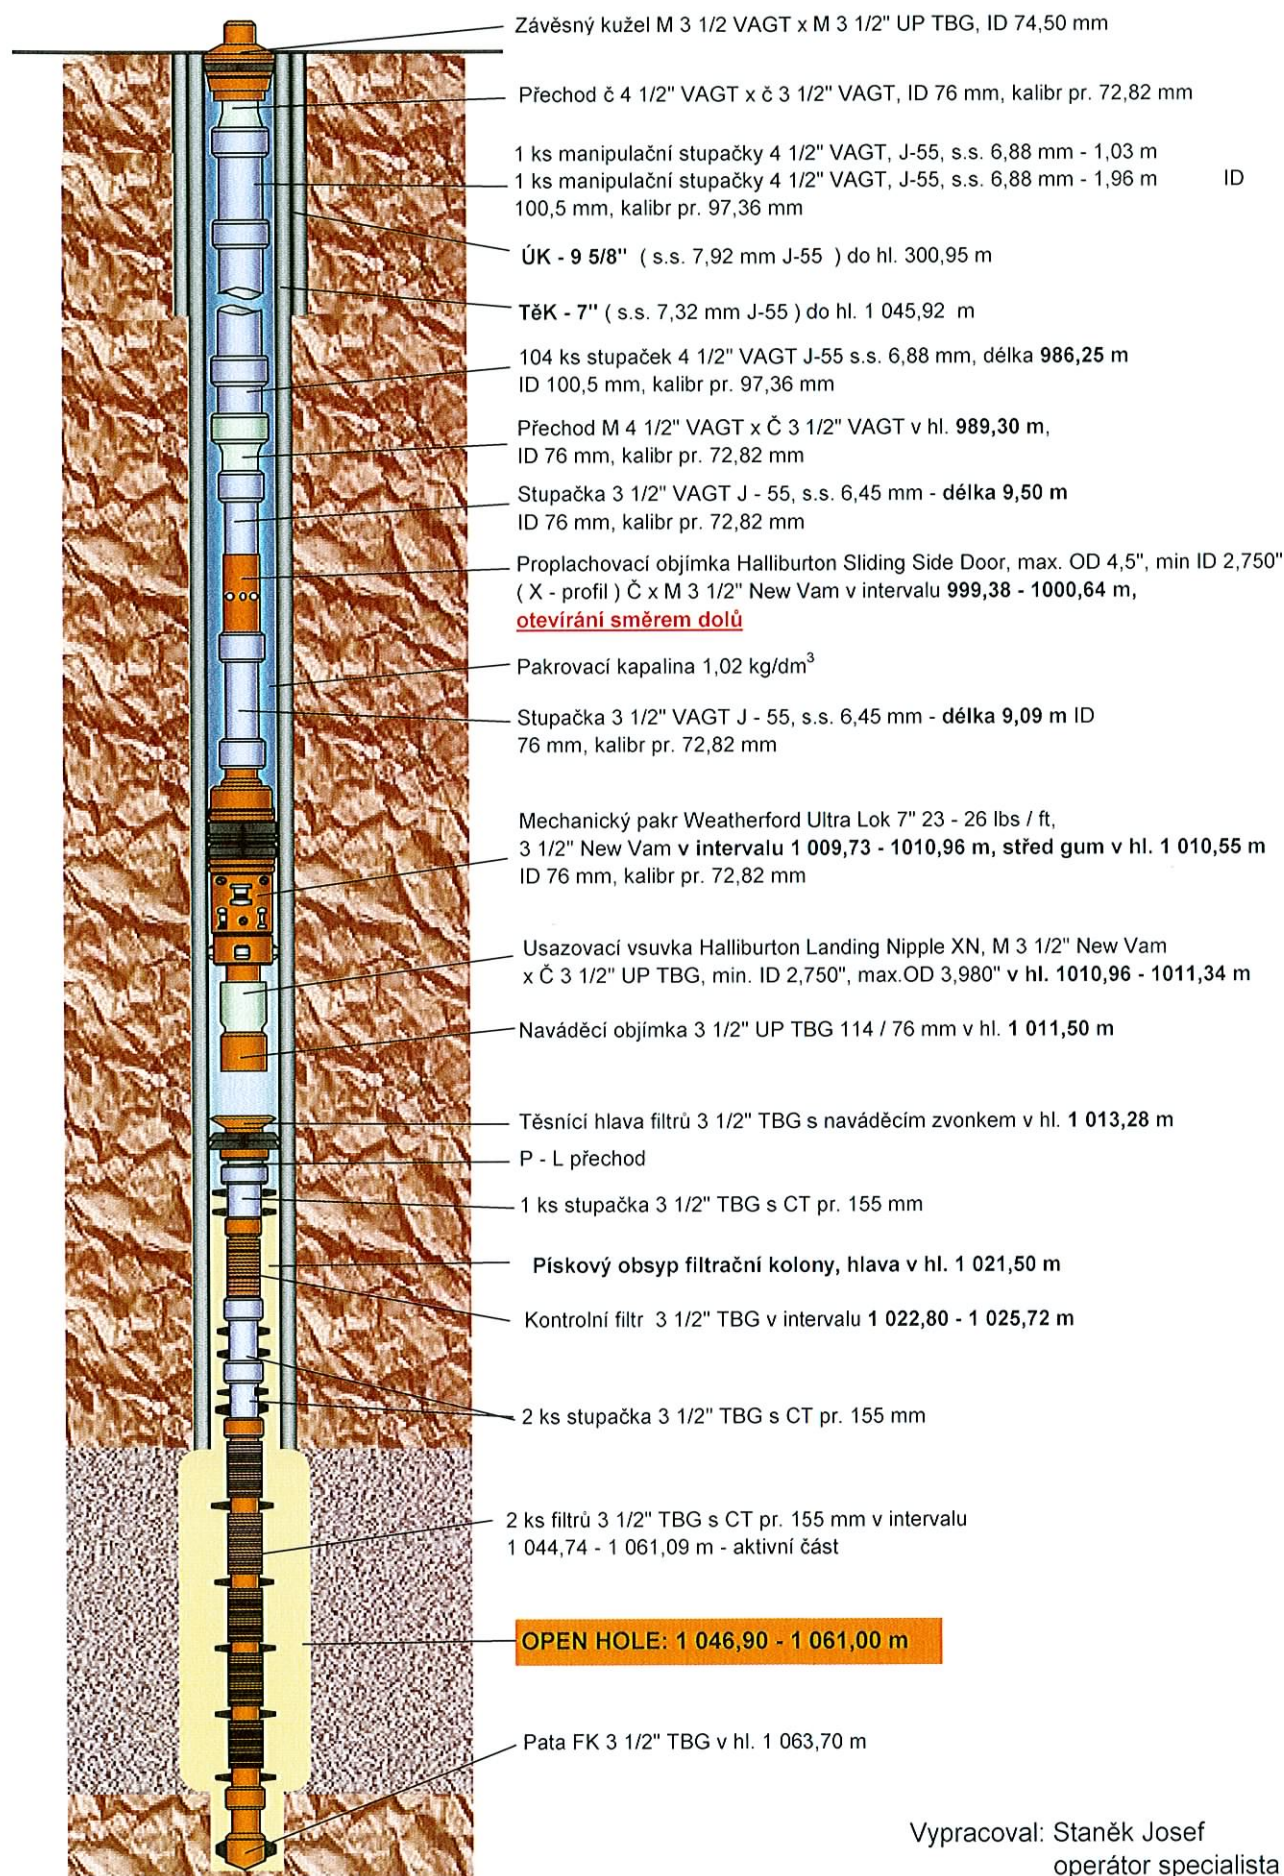 Závěsný kužel M 3 1/2 VAGT x M 3 1/2" UP TBG, ID 74,50 mm
Přechod č 4 1/2" VAGT x č 3 1/2" VAGT, ID 76 mm, kalibr pr. 72,82 mm
1 ks manipulační stupačky 4 1/2" VAGT, J-55, s.s. 6,88 mm - 1,03 m
1 ks manipulační stupačky 4 1/2" VAGT, J-55, s.s. 6,88 mm - 1,96 m ID
100,5 mm, kalibr pr. 97,36 mm
ÚK - 9 5/8" ( s.s. 7,92 mm J-55 ) do hl. 300,95 m
TěK - 7" ( s.s. 7,32 mm J-55 ) do hl. 1 045,92 m
104 ks stupaček 4 1/2" VAGT J-55 s.s. 6,88 mm, délka 986,25 m
ID 100,5 mm, kalibr pr. 97,36 mm
Přechod M 4 1/2" VAGT x Č 3 1/2" VAGT v hl. 989,30 m,
ID 76 mm, kalibr pr. 72,82 mm
Stupačka 3 1/2" VAGT J - 55, s.s. 6,45 mm - délka 9,50 m
ID 76 mm, kalibr pr. 72,82 mm
Proplachovací objímka Halliburton Sliding Side Door, max. OD 4,5", min ID 2,750"
( X - profil ) Č x M 3 1/2" New Vam v intervalu 999,38 - 1000,64 m,
otevírání směrem dolů
Pakrovací kapalina 1,02 kg/dm³
Stupačka 3 1/2" VAGT J - 55, s.s. 6,45 mm - délka 9,09 m ID
76 mm, kalibr pr. 72,82 mm
Mechanický pakr Weatherford Ultra Lok 7" 23 - 26 lbs / ft,
3 1/2" New Vam v intervalu 1 009,73 - 1010,96 m, střed gum v hl. 1 010,55 m
ID 76 mm, kalibr pr. 72,82 mm
Usazovací vsuvka Halliburton Landing Nipple XN, M 3 1/2" New Vam
x Č 3 1/2" UP TBG, min. ID 2,750", max.OD 3,980" v hl. 1010,96 - 1011,34 m
Naváděcí objímka 3 1/2" UP TBG 114 / 76 mm v hl. 1 011,50 m
Těsnící hlava filtrů 3 1/2" TBG s naváděcím zvonkem v hl. 1 013,28 m
P - L přechod
1 ks stupačka 3 1/2" TBG s CT pr. 155 mm
Pískový obsyp filtrační kolony, hlava v hl. 1 021,50 m
Kontrolní filtr 3 1/2" TBG v intervalu 1 022,80 - 1 025,72 m
2 ks stupačka 3 1/2" TBG s CT pr. 155 mm
2 ks filtrů 3 1/2" TBG s CT pr. 155 mm v intervalu
1 044,74 - 1 061,09 m - aktivní část
OPEN HOLE: 1 046,90 - 1 061,00 m
Pata FK 3 1/2" TBG v hl. 1 063,70 m
Vypracoval: Staněk Josef
operátor specialista